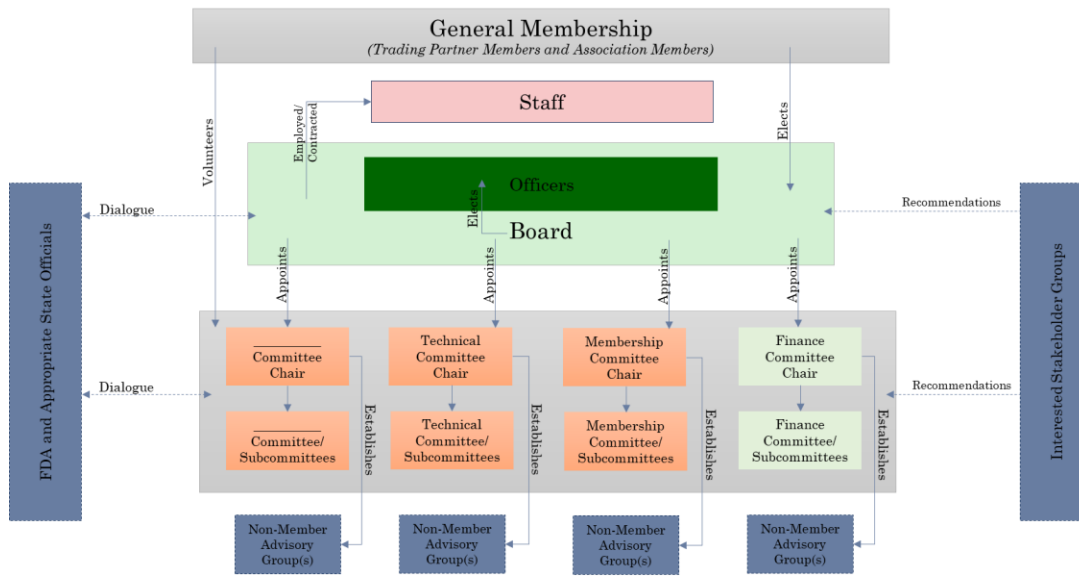 General Membership
(Trading Partner Members and Association Members)
Staff
Employed/
Contracted
Volunteers
Elects
Officers
Elects
Board
Dialogue
Recommendations
FDA and Appropriate State Officials
Interested Stakeholder Groups
Appoints
Appoints
Appoints
Appoints
________
Committee
Chair
Technical
Committee
Chair
Membership
Committee
Chair
Finance
Committee
Chair
Dialogue
Recommendations
Establishes
Establishes
Establishes
Establishes
________
Committee/
Subcommittees
Technical
Committee/
Subcommittees
Membership
Committee/
Subcommittees
Finance
Committee/
Subcommittees
Non-Member
Advisory
Group(s)
Non-Member
Advisory
Group(s)
Non-Member
Advisory
Group(s)
Non-Member
Advisory
Group(s)